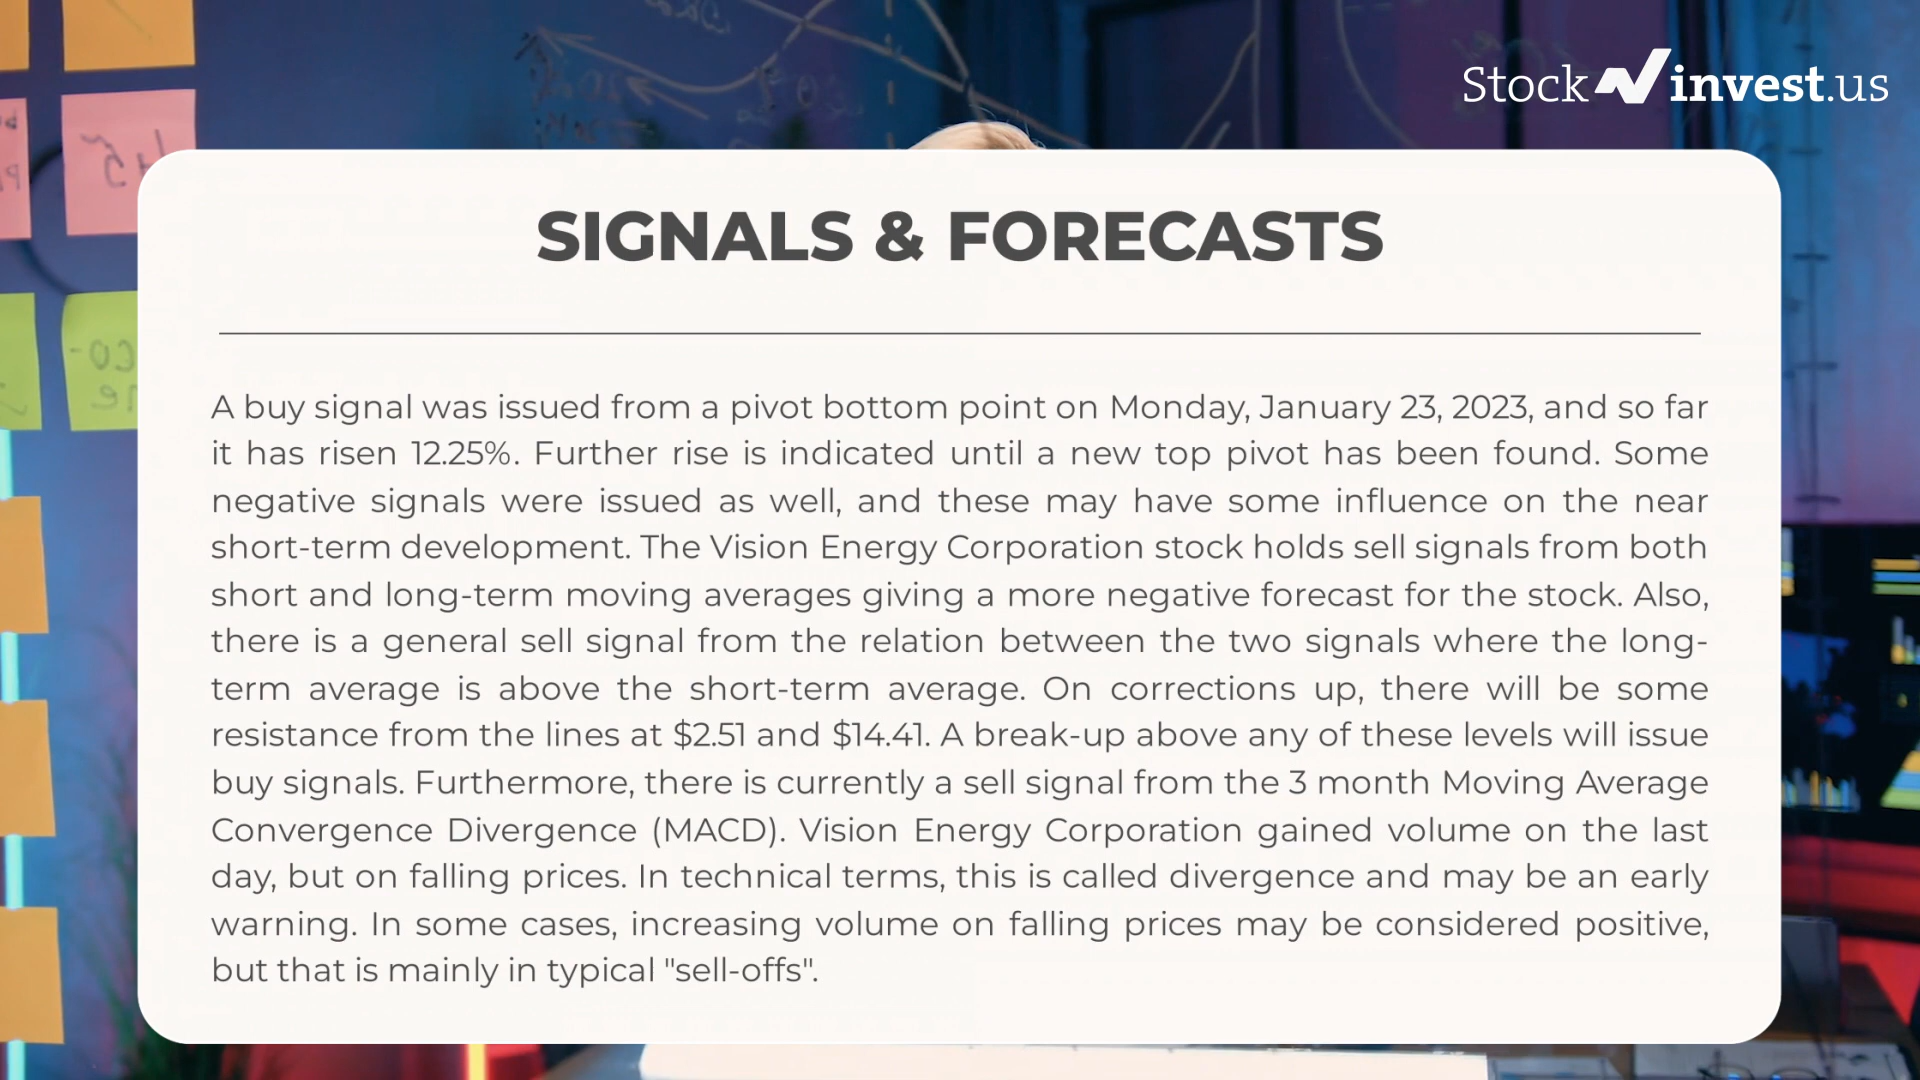 Stock invest.us
SIGNALS & FORECASTS
A buy signal was issued from a pivot bottom point on Monday, January 23, 2023, and so far
it has risen 12.25%. Further rise is indicated until a new top pivot has been found. Some
negative signals were issued as well, and these may have some influence on the near
short-term development. The Vision Energy Corporation stock holds sell signals from both
short and long-term moving averages giving a more negative forecast for the stock. Also,
there is a general sell signal from the relation between the two signals where the long-
term average is above the short-term average. On corrections up, there will be some
resistance from the lines at $2.51 and $14.41. A break-up above any of these levels will issue
buy signals. Furthermore, there is currently a sell signal from the 3 month Moving Average
Convergence Divergence (MACD). Vision Energy Corporation gained volume on the last
day, but on falling prices. In technical terms, this is called divergence and may be an early
warning. In some cases, increasing volume on falling prices may be considered positive,
but that is mainly in typical "sell-offs".